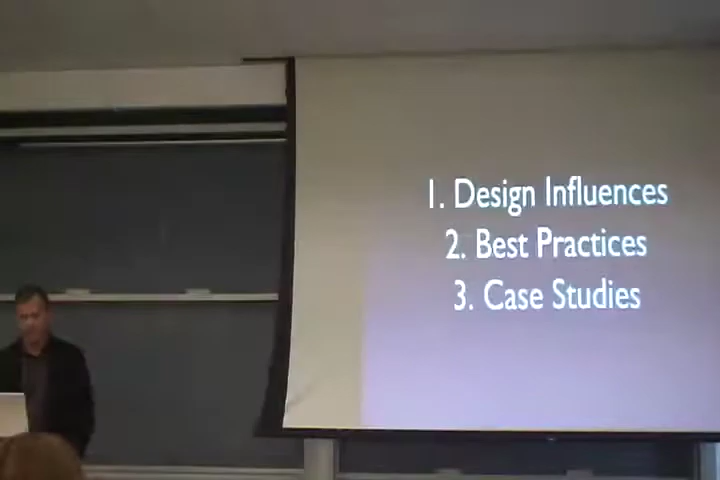 1. Design Influences
2. Best Practices
3. Case Studies